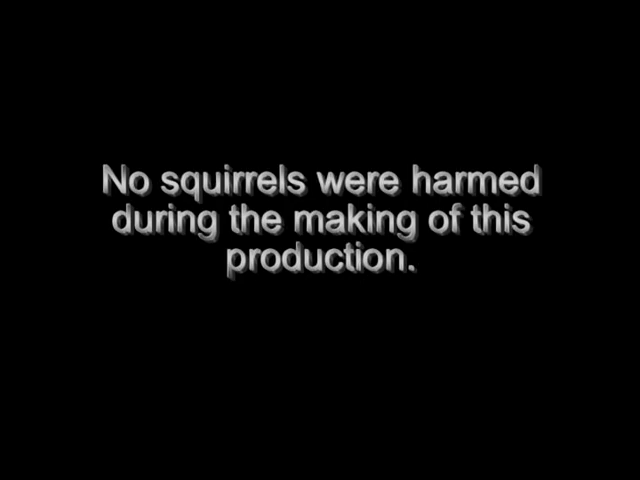 No squirrels were harmed
during the making of this
production.